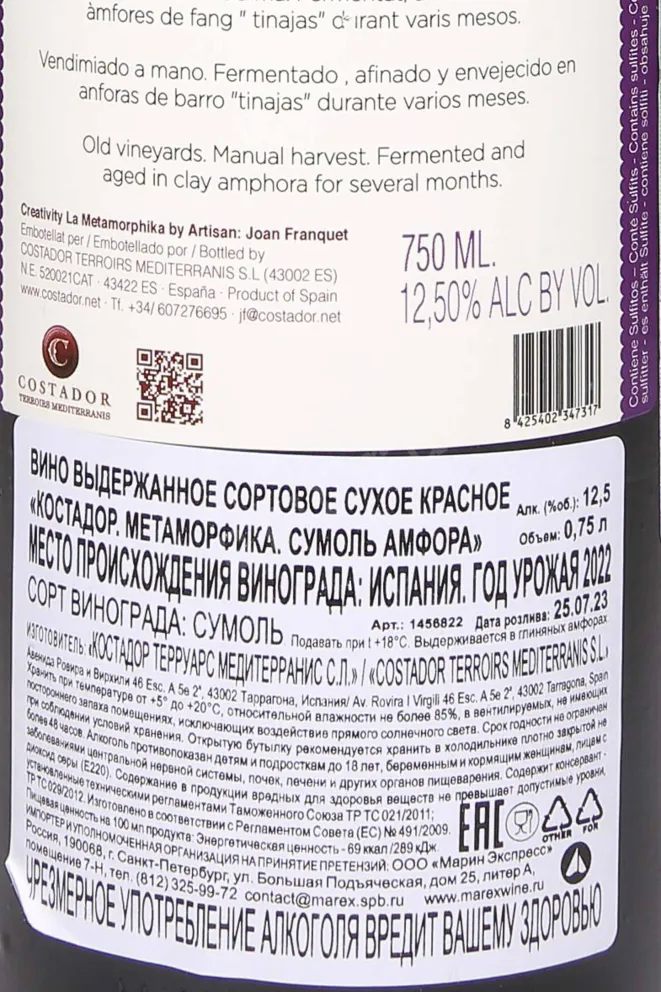 àmfores de fang " tinajas" durant varis mesos.
Vendimiado a mano. Fermentado , afinado y envejecido en
anforas de barro "tinajas" durante varios meses.
Old vineyards. Manual harvest. Fermented and
aged in clay amphora for several months.
Creativity La Metamorphika by Artisan: Joan Franquet
Embotellat per / Embotellado por / Bottled by
COSTADOR TERROIRS MEDITERRANIS S.L (43002 ES)
N.E. 520021CAT · 43422 ES · España · Product of Spain
www.costador.net · Tf. +34/ 607276695 · jf@costador.net
750 ML.
12,50% ALC BY VOL.
C
COSTADOR
TERROIRS MEDITERRANIS
8 425402 347317
Contiene Sulfitos – Conté Sulfits - Contains sulfites -
sulfitter - es enthält Sulfite - contiene solfiti - obsahuje
ВИНО ВЫДЕРЖАННОЕ СОРТОВОЕ СУХОЕ КРАСНОЕ
Алк. (%об.): 12,5
«КОСТАДОР. МЕТАМОРФИКА. СУМОЛЬ АМФОРА»
Объем: 0,75 л
МЕСТО ПРОИСХОЖДЕНИЯ ВИНОГРАДА: ИСПАНИЯ. ГОД УРОЖАЯ 2022
СОРТ ВИНОГРАДА: СУМОЛЬ
Арт.: 1456822 Дата розлива: 25.07.23
Подавать при t +18°C. Выдерживается в глиняных амфорах.
ИЗГОТОВИТЕЛЬ: «КОСТАДОР ТЕРРУАРС МЕДИТЕРРАНИС С.Л.» / «COSTADOR TERROIRS MEDITERRANIS S.L.»
Авенида Ровира и Вирхили 46 Esc. A 5e 2ª, 43002 Таррагона, Испания/ Av. Rovira I Virgili 46 Esc. A 5e 2ª, 43002 Tarragona, Spain
Хранить при температуре от +5° до +20°C, относительной влажности не более 85%, в вентилируемых, не имеющих
постороннего запаха помещениях, исключающих воздействие прямого солнечного света. Срок годности не ограничен
при соблюдении условий хранения. Открытую бутылку рекомендуется хранить в холодильнике плотно закрытой не
более 48 часов. Алкоголь противопоказан детям и подросткам до 18 лет, беременным и кормящим женщинам, лицам с
заболеваниями центральной нервной системы, почек, печени и других органов пищеварения. Содержит консервант -
диоксид серы (E220). Содержание в продукции вредных для здоровья веществ не превышает допустимые уровни,
установленные техническими регламентами Таможенного Союза ТР ТС 021/2011;
ТР ТС 029/2012. Изготовлено в соответствии с Регламентом Совета (ЕС) № 491/2009.
Пищевая ценность на 100 мл продукта: Энергетическая ценность - 69 ккал /289 кДж.
EAC
OTHER
FOR
ИМПОРТЕР И УПОЛНОМОЧЕННАЯ ОРГАНИЗАЦИЯ НА ПРИНЯТИЕ ПРЕТЕНЗИЙ: ООО «Марин Экспресс»
Россия, 190068, г. Санкт-Петербург, ул. Большая Подъяческая, дом 25, литер А,
помещение 7-Н, тел. (812) 325-99-72 contact@marex.spb.ru www.marexwine.ru
ЧРЕЗМЕРНОЕ УПОТРЕБЛЕНИЕ АЛКОГОЛЯ ВРЕДИТ ВАШЕМУ ЗДОРОВЬЮ